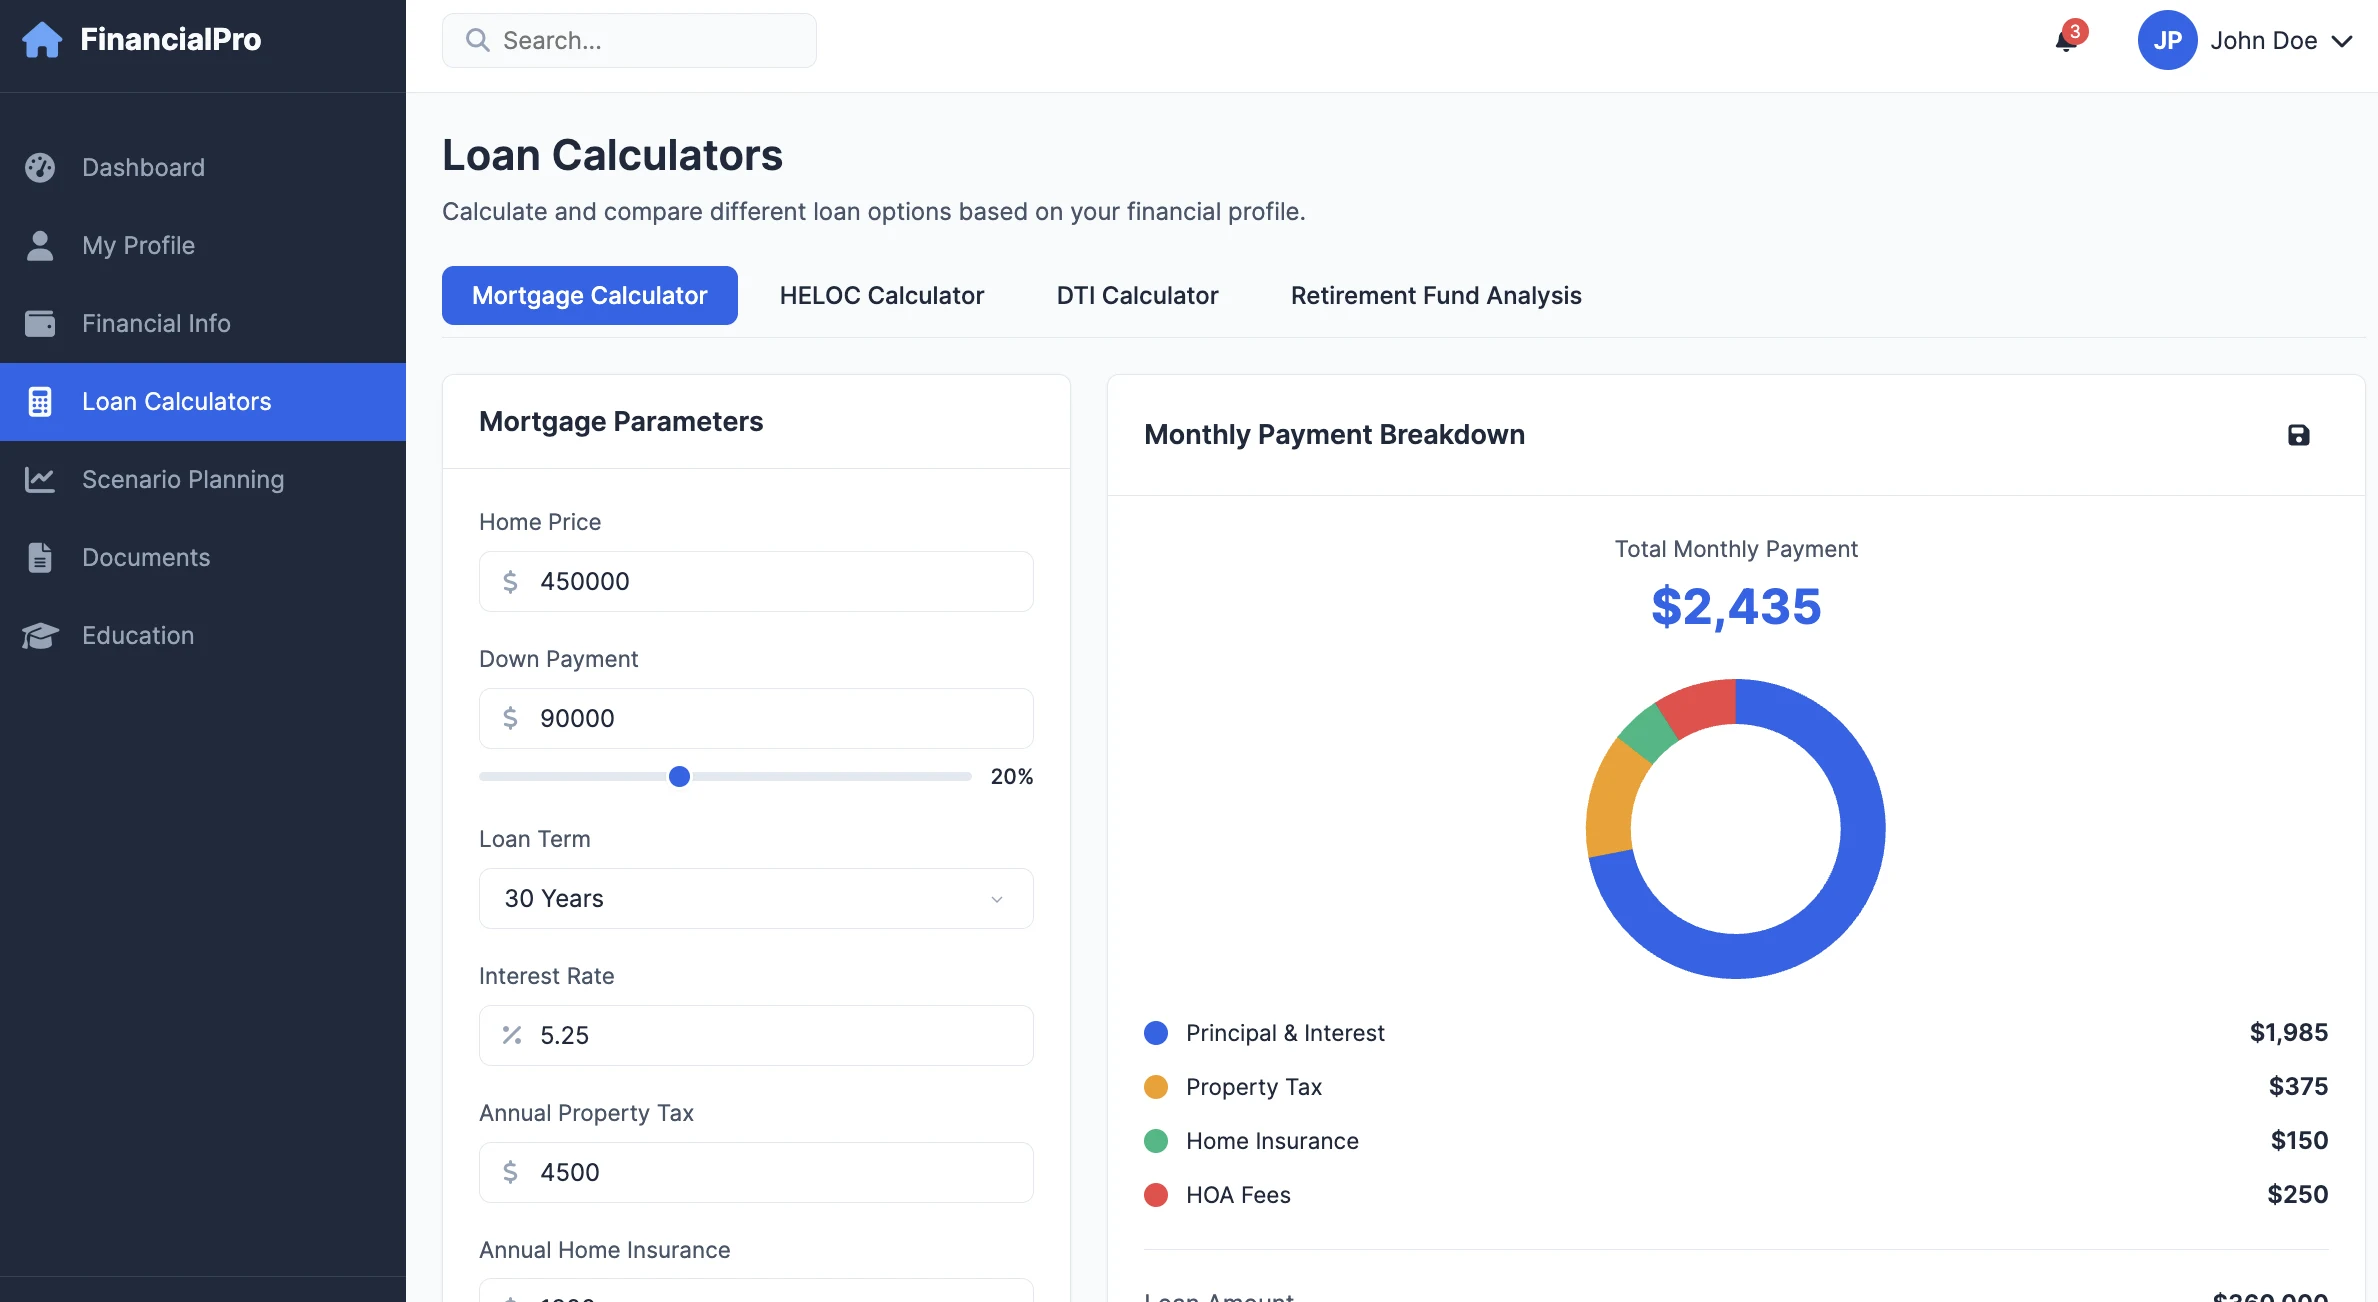 FinancialPro
Search...
3
JP
John Doe
Dashboard
My Profile
Financial Info
Loan Calculators
Scenario Planning
Documents
Education
Loan Calculators
Calculate and compare different loan options based on your financial profile.
Mortgage Calculator
HELOC Calculator
DTI Calculator
Retirement Fund Analysis
Mortgage Parameters
Home Price
$ 450000
Down Payment
$ 90000
20%
Loan Term
30 Years
Interest Rate
% 5.25
Annual Property Tax
$ 4500
Annual Home Insurance
Monthly Payment Breakdown
Total Monthly Payment
$2,435
Principal & Interest $1,985
Property Tax $375
Home Insurance $150
HOA Fees $250
Loan Amount $360,000